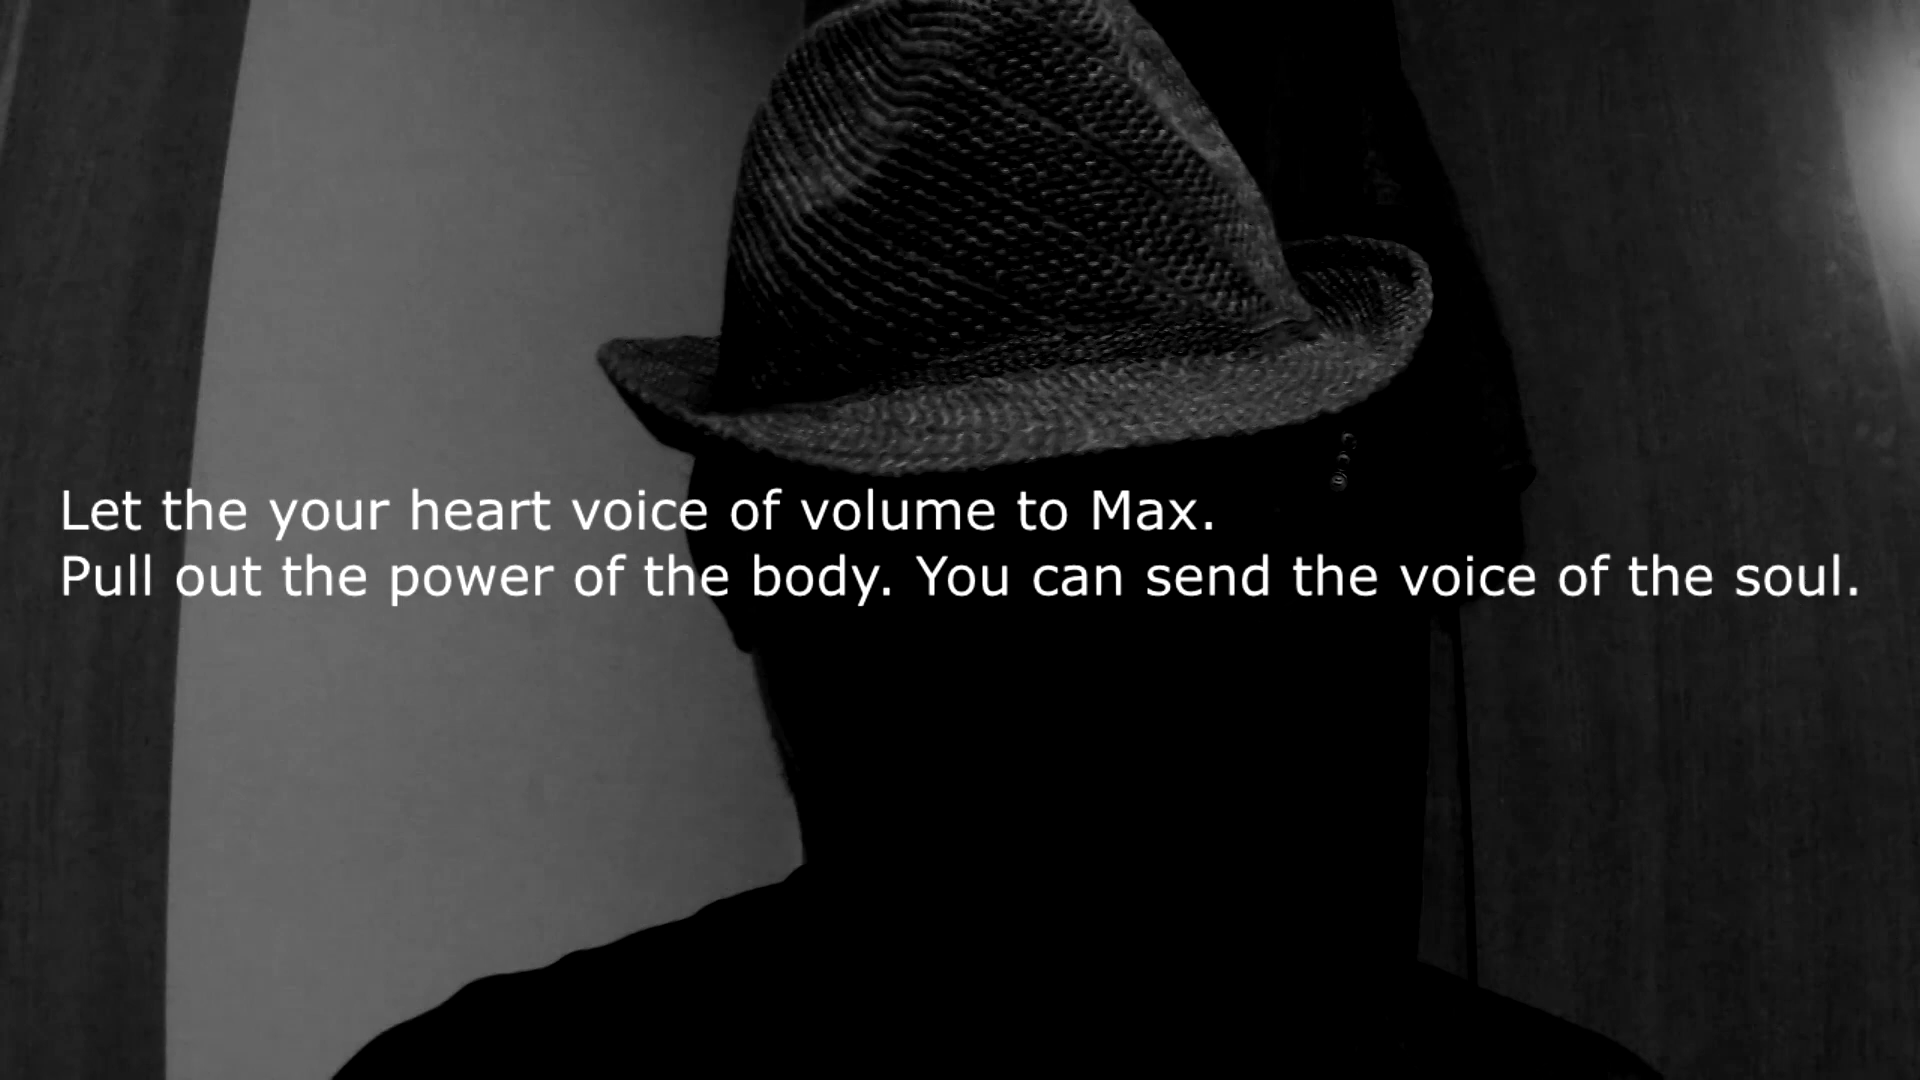 Let the your heart voice of volume to Max.
Pull out the power of the body. You can send the voice of the soul.